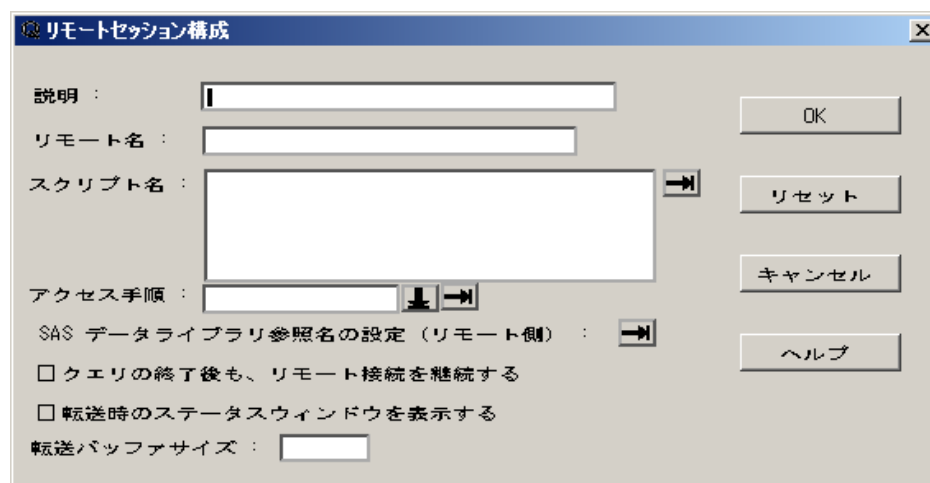 リモートセッション構成
説明 :
OK
リモート名 :
スクリプト名 :
リセット
キャンセル
アクセス手順 :
SAS データライブラリ参照名の設定 (リモート側) :
ヘルプ
クエリの終了後も、リモート接続を継続する
転送時のステータスウィンドウを表示する
転送バッファサイズ :